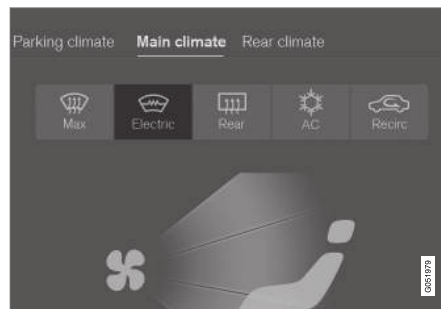 Parking climate Main climate Rear climate
Max Electric Rear AC Recirc
G051979